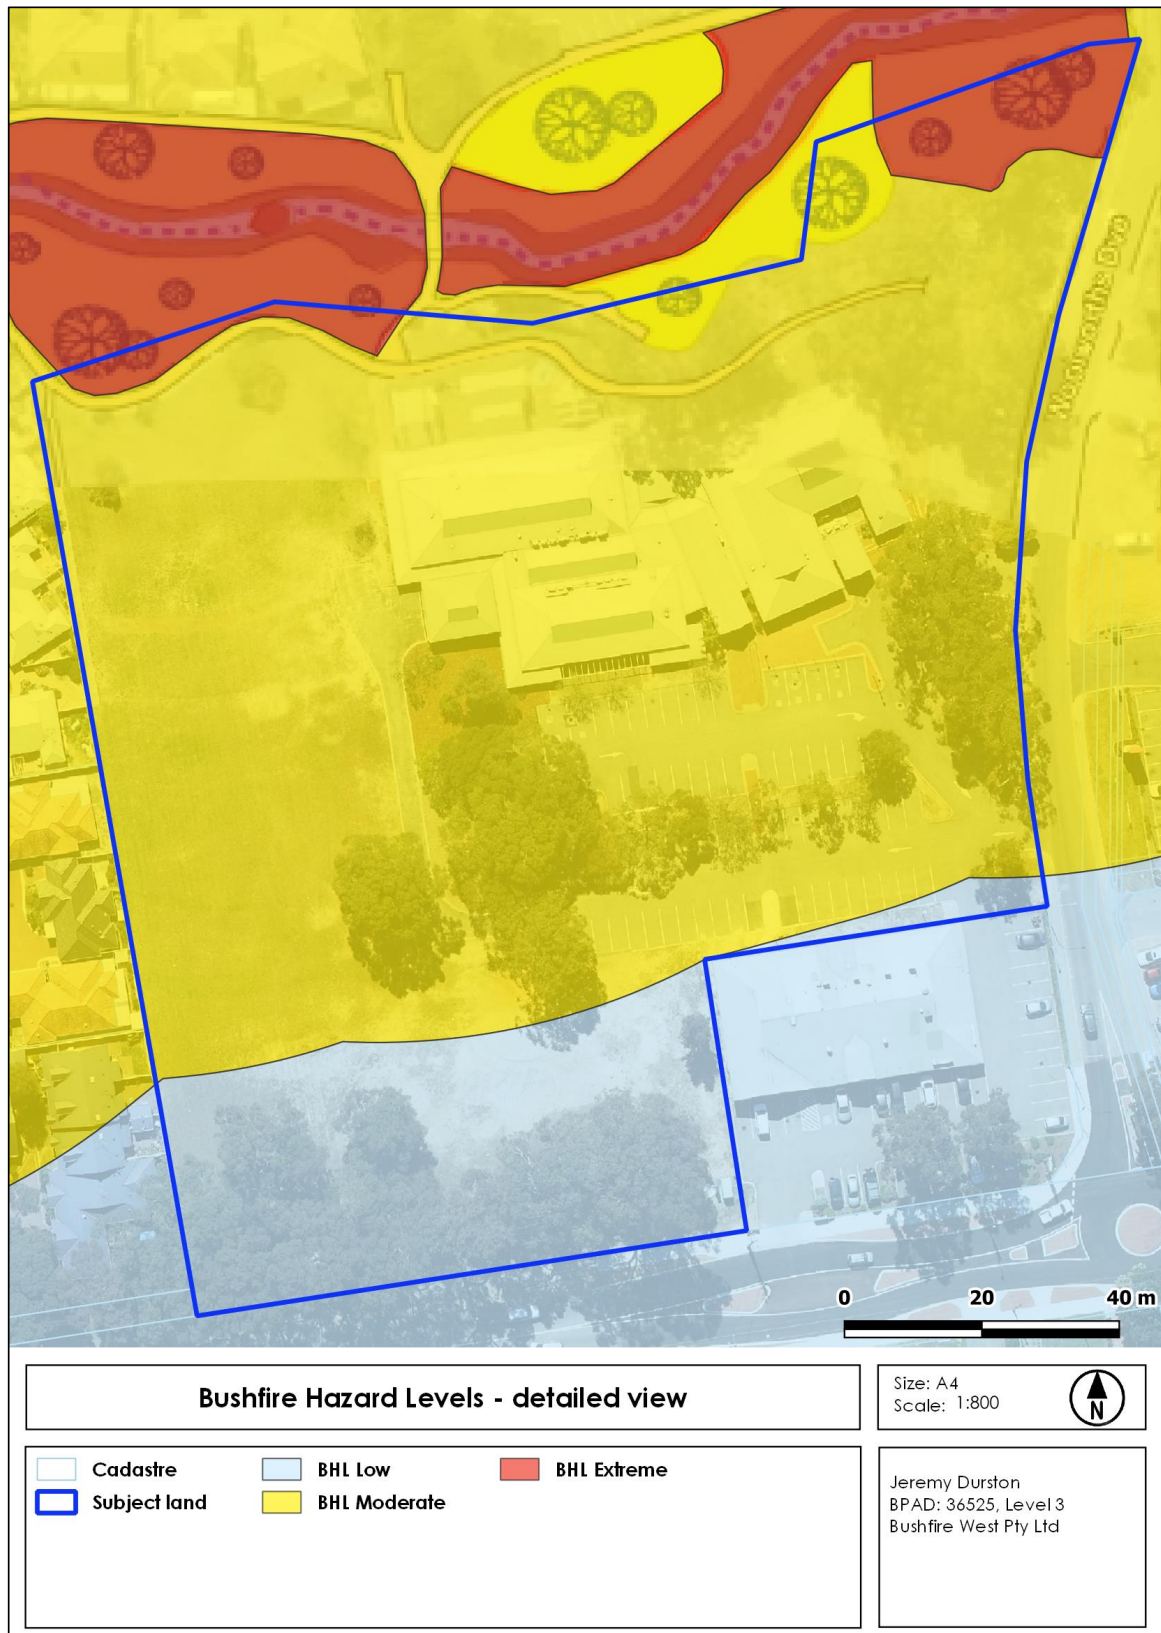 0 20 40 m
Bushfire Hazard Levels - detailed view
Size: A4
Scale: 1:800
N
Cadastre
Subject land
BHL Low
BHL Moderate
BHL Extreme
Jeremy Durston
BPAD: 36525, Level 3
Bushfire West Pty Ltd